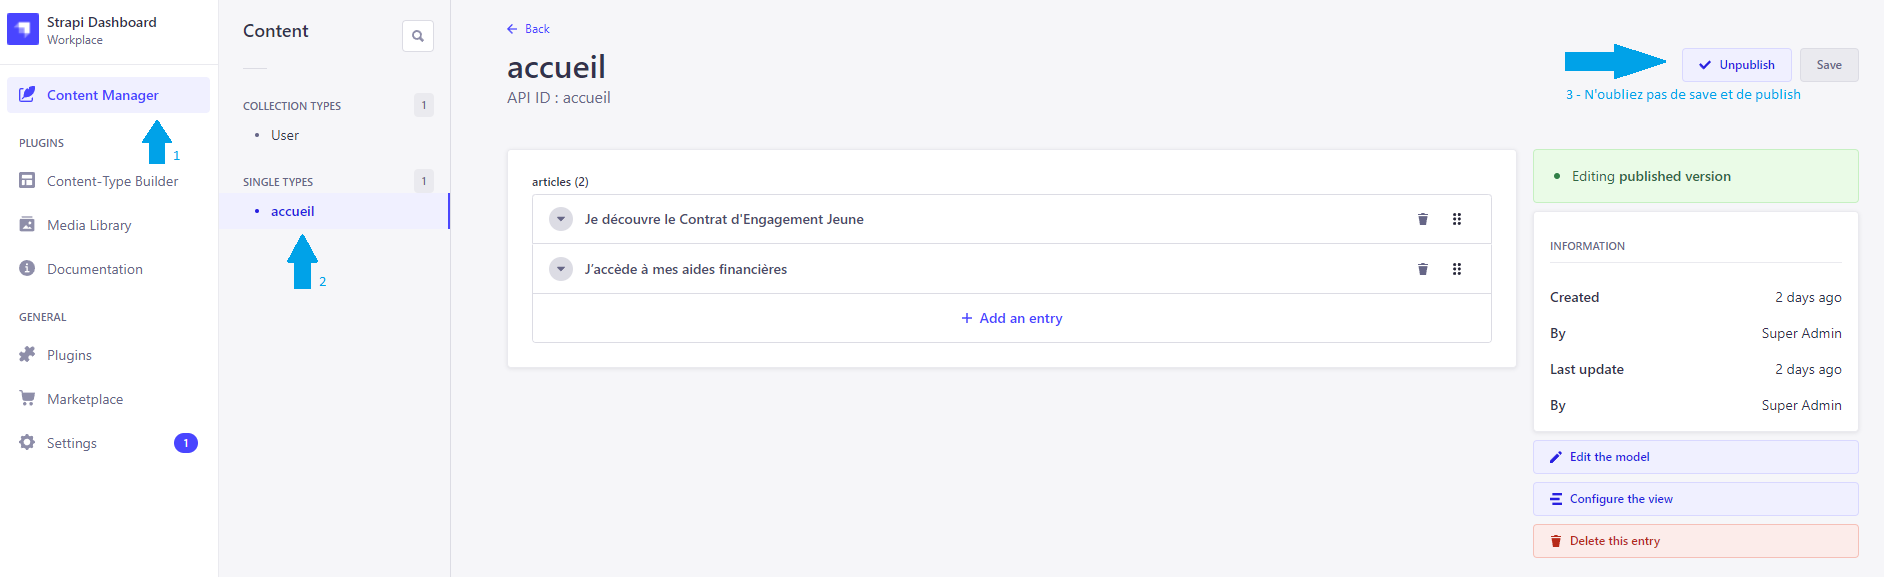 Strapi Dashboard
Workplace
Content Manager
1
PLUGINS
Content-Type Builder
Media Library
Documentation
GENERAL
Plugins
Marketplace
Settings
1
Content
COLLECTION TYPES
1
User
SINGLE TYPES
1
accueil
2
Back
accueil
API ID : accueil
Unpublish
Save
3 - N'oubliez pas de save et de publish
articles (2)
Je découvre le Contrat d’Engagement Jeune
J’accède à mes aides financières
Add an entry
Editing published version
INFORMATION
Created 2 days ago
By Super Admin
Last update 2 days ago
By Super Admin
Edit the model
Configure the view
Delete this entry